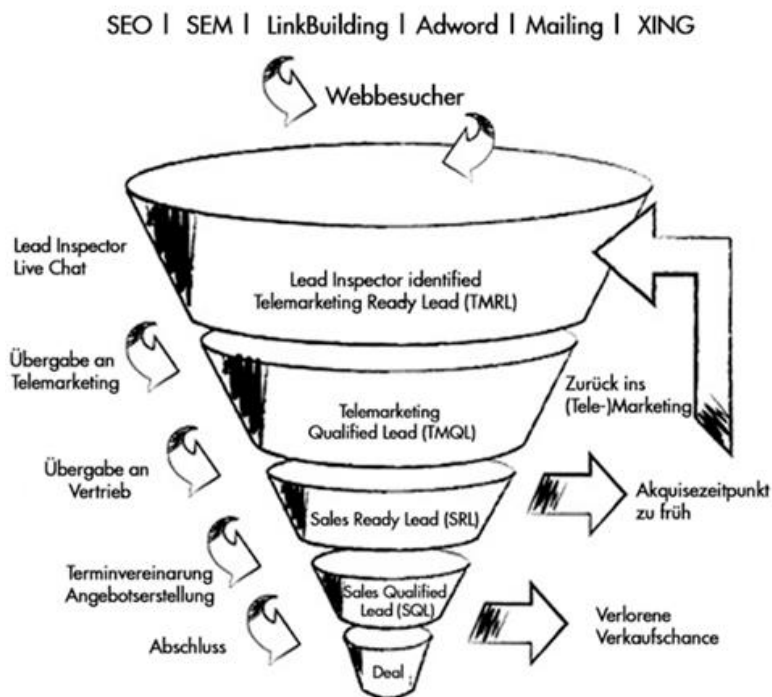 SEO | SEM | LinkBuilding | Adword | Mailing | XING
Webbesucher
Lead Inspector
Live Chat
Lead Inspector identified
Telemarketing Ready Lead (TMRL)
Übergabe an
Telemarketing
Telemarketing
Qualified Lead (TMQL)
Zurück ins
(Tele-)Marketing
Übergabe an
Vertrieb
Sales Ready Lead (SRL)
Akquisezeitpunkt
zu früh
Terminvereinarung
Angebotserstellung
Sales Qualified
Lead (SQL)
Verlorene
Verkaufschance
Abschluss
Deal